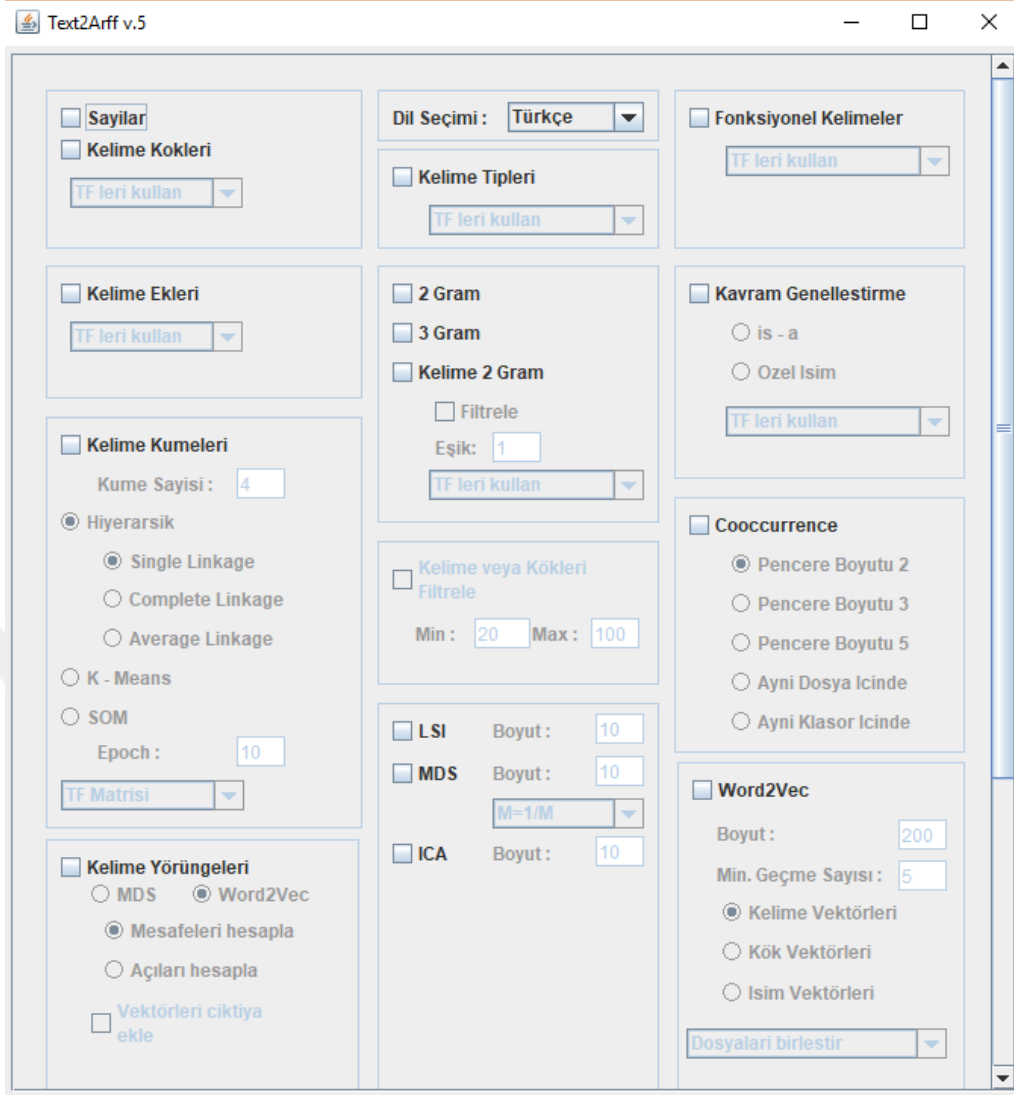 Text2Arff v.5
Sayilar
Kelime Kokleri
TF leri kullan
Dil Seçimi :
Türkçe
Kelime Tipleri
TF leri kullan
Fonksiyonel Kelimeler
TF leri kullan
Kelime Ekleri
TF leri kullan
2 Gram
3 Gram
Kelime 2 Gram
Filtrele
Eşik: 1
TF leri kullan
Kavram Genellestirme
is - a
Ozel Isim
TF leri kullan
Kelime Kumeleri
Kume Sayisi : 4
Hiyerarsik
Single Linkage
Complete Linkage
Average Linkage
K - Means
SOM
Epoch : 10
TF Matrisi
Kelime veya Kökleri
Filtrele
Min : 20 Max : 100
Cooccurrence
Pencere Boyutu 2
Pencere Boyutu 3
Pencere Boyutu 5
Ayni Dosya Icinde
Ayni Klasor Icinde
LSI Boyut : 10
MDS Boyut : 10
M=1/M
ICA Boyut : 10
Word2Vec
Boyut : 200
Min. Geçme Sayısı : 5
Kelime Vektörleri
Kök Vektörleri
Isim Vektörleri
Dosyalari birlestir
Kelime Yörüngeleri
MDS Word2Vec
Mesafeleri hesapla
Açıları hesapla
Vektörleri ciktiya
ekle